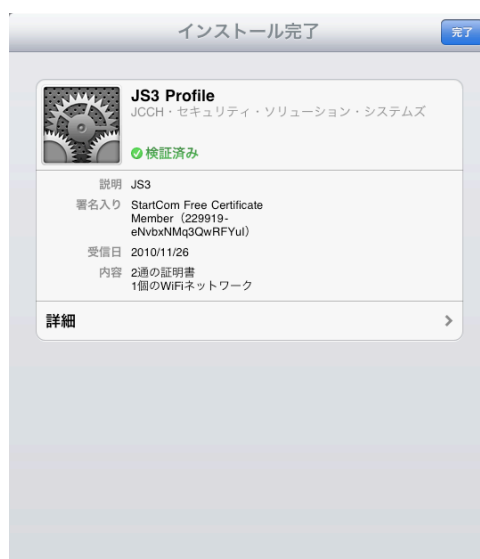 インストール完了
完了
JS3 Profile
JCCH・セキュリティ・ソリューション・システムズ
検証済み
説明 JS3
署名入り StartCom Free Certificate
Member（229919-
eNvbxNMq3QwRFYuI）
受信日 2010/11/26
内容 2通の証明書
1個のWiFiネットワーク
詳細